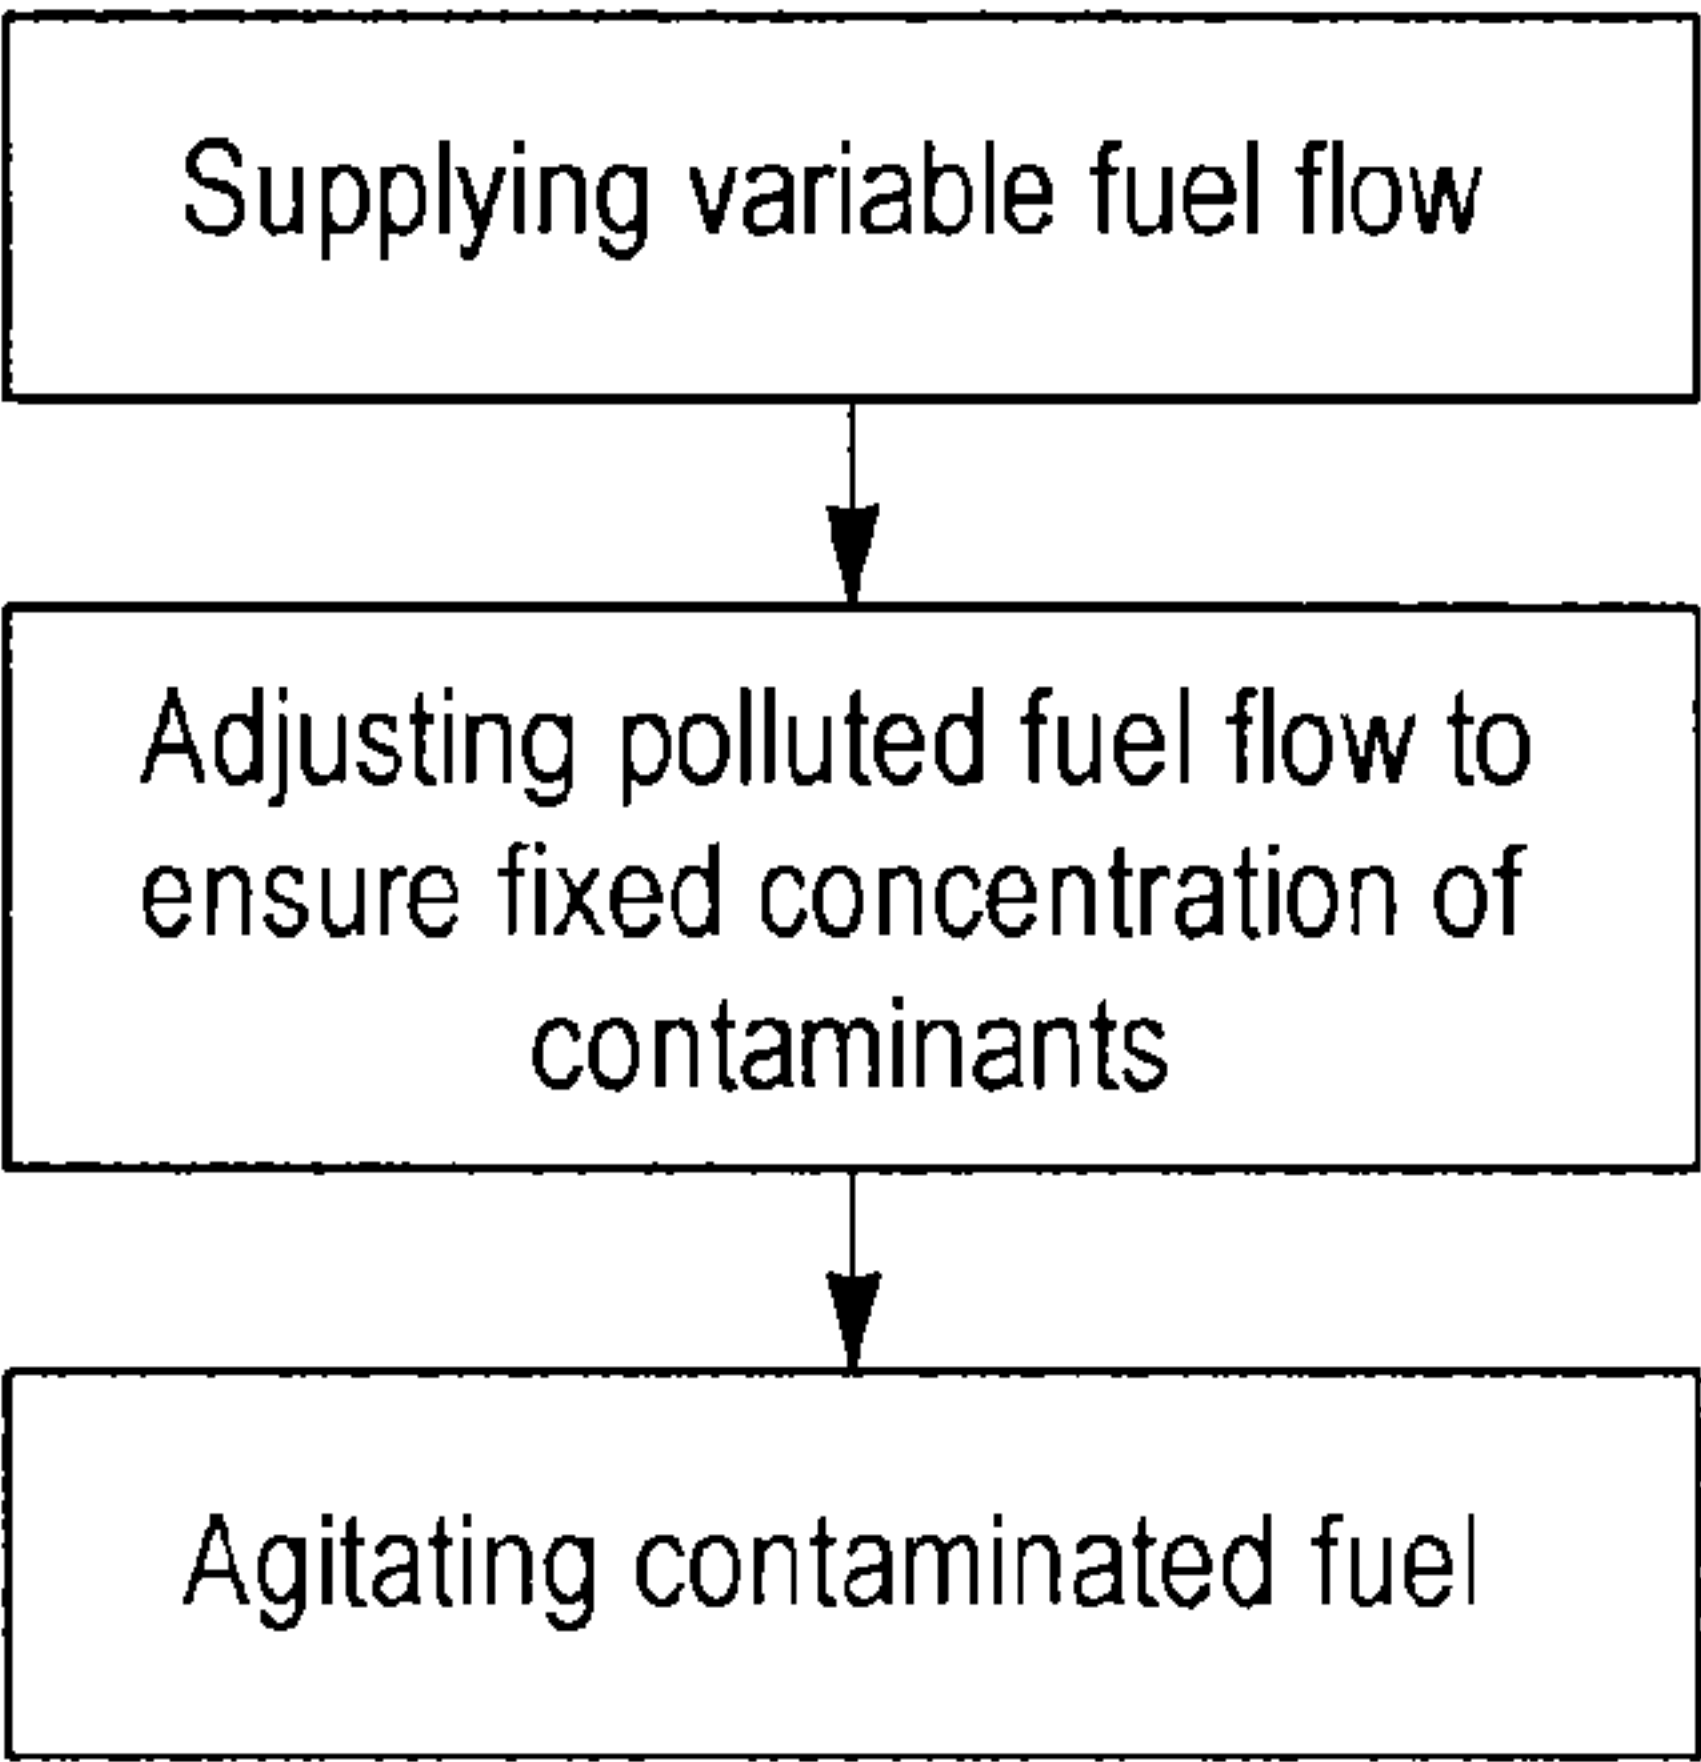 Supplying variable fuel flow
Adjusting polluted fuel flow to
ensure fixed concentration of
contaminants
Agitating contaminated fuel